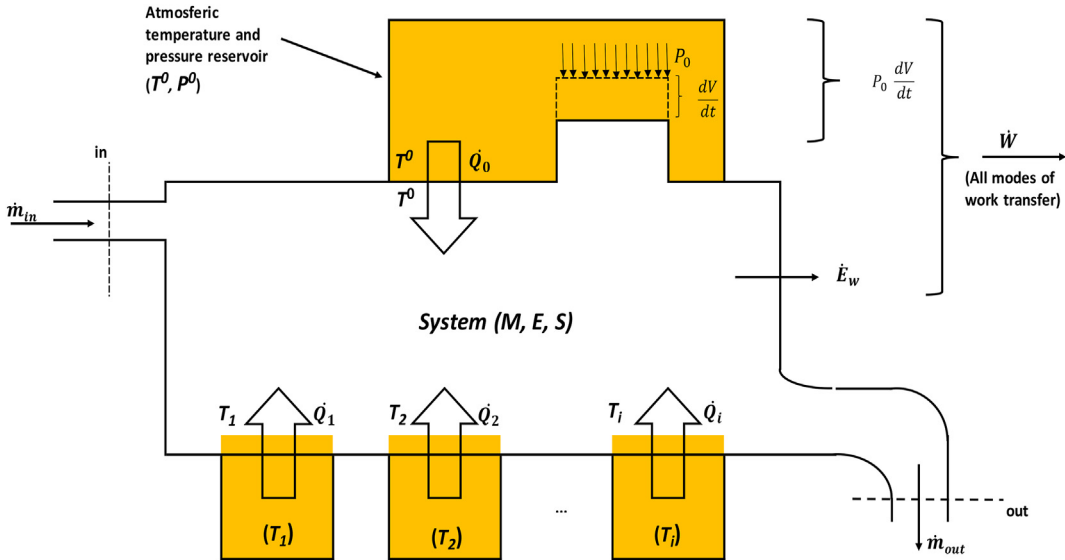 Atmosferic
temperature and
pressure reservoir
(T⁰, P⁰)
P₀
dV
dt
P₀ dV
dt
Ẇ
(All modes of
work transfer)
in
T⁰
Q̇₀
T⁰
ṁin
Ėw
System (M, E, S)
T₁
Q̇₁
T₂
Q̇₂
Tᵢ
Q̇ᵢ
(T₁)
(T₂)
...
(Tᵢ)
out
ṁout